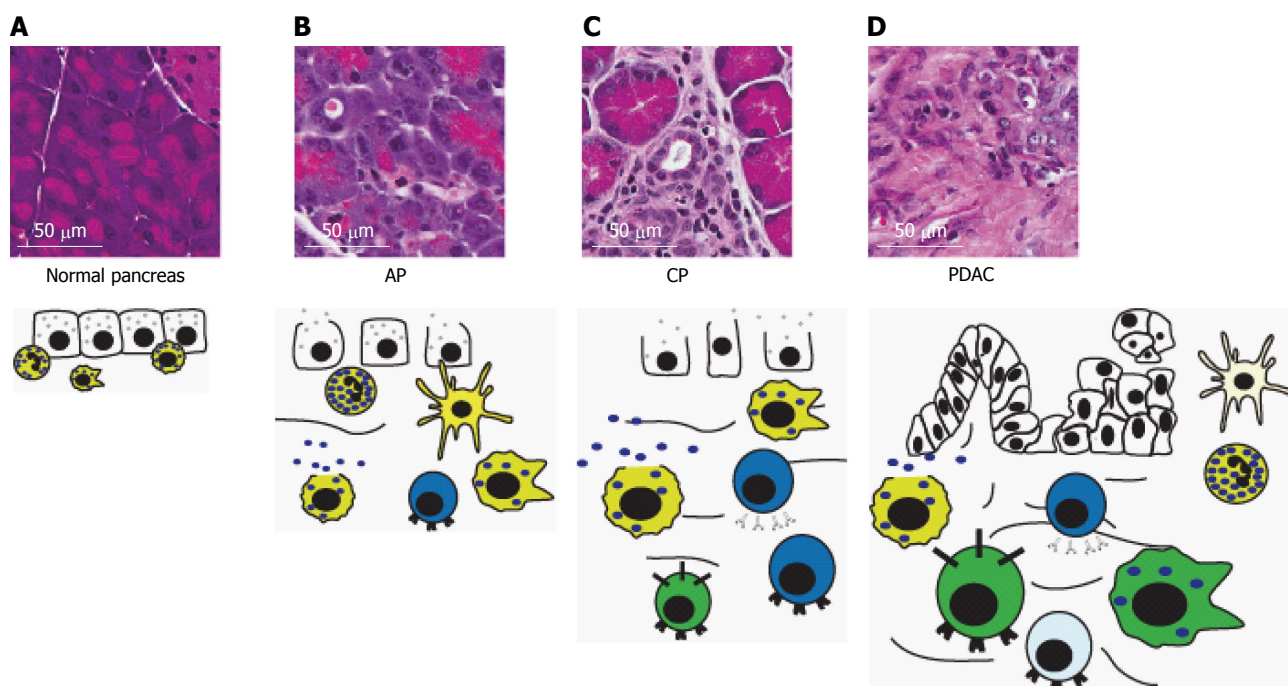 A
B
C
D
50 μm
50 μm
50 μm
50 μm
Normal pancreas
AP
CP
PDAC